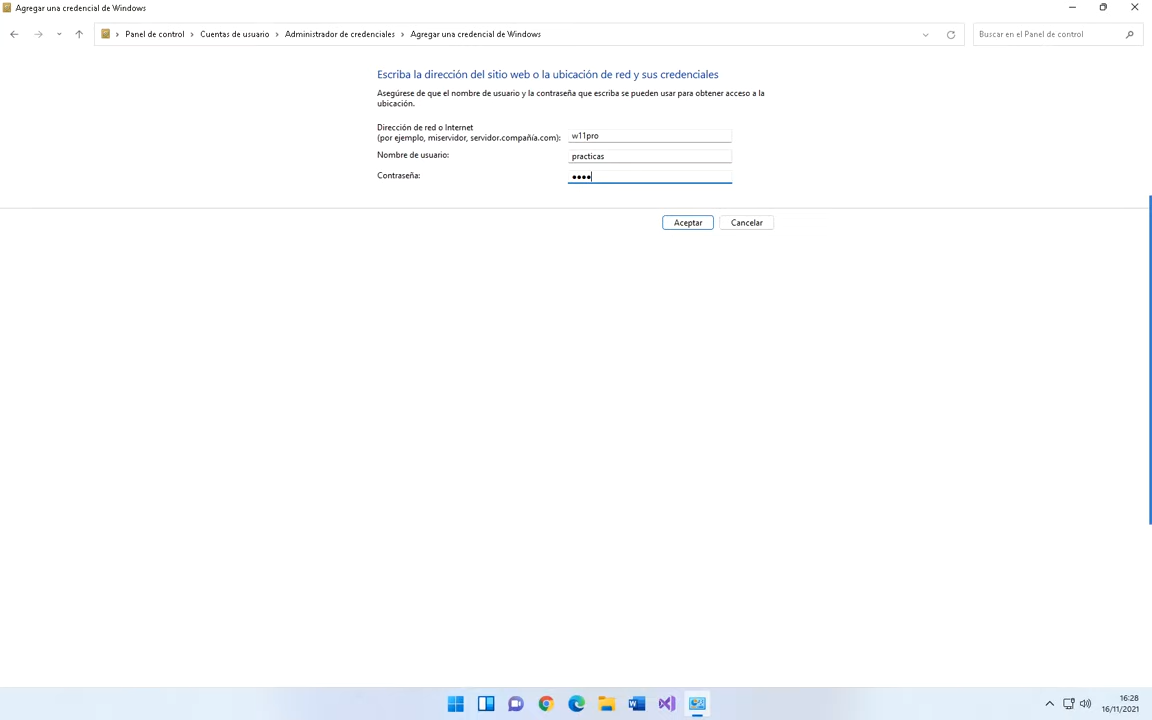 Agregar una credencial de Windows
Panel de control > Cuentas de usuario > Administrador de credenciales > Agregar una credencial de Windows
Buscar en el Panel de control
Escriba la dirección del sitio web o la ubicación de red y sus credenciales
Asegúrese de que el nombre de usuario y la contraseña que escriba se pueden usar para obtener acceso a la
ubicación.
Dirección de red o Internet
(por ejemplo, miservidor, servidor.compañía.com): w11pro
Nombre de usuario: practicas
Contraseña: ••••
Aceptar Cancelar
16:28
16/11/2021